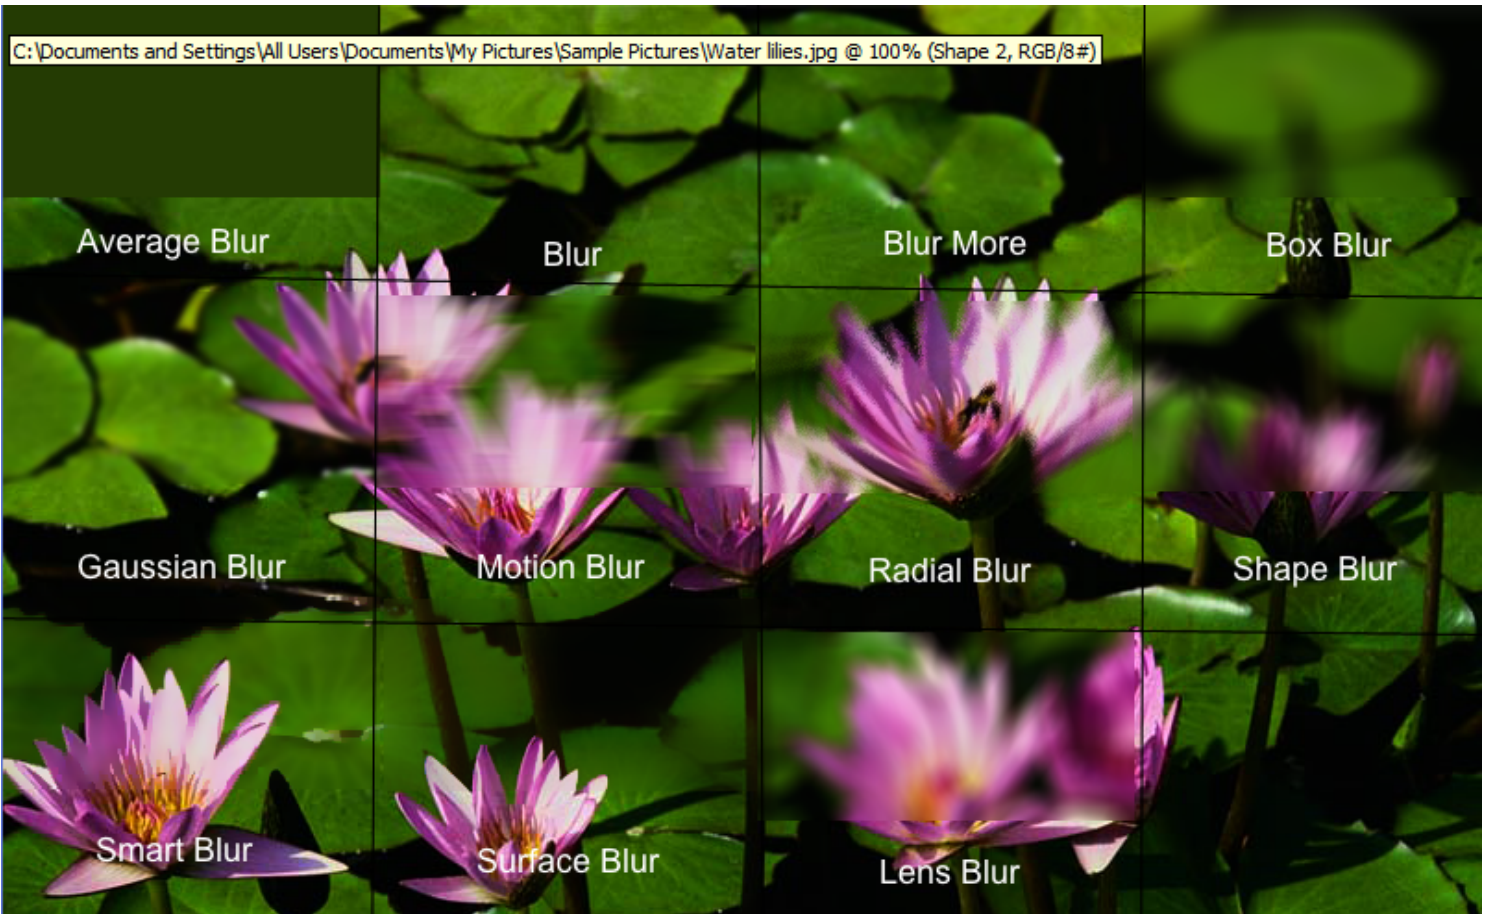 C:\Documents and Settings\All Users\Documents\My Pictures\Sample Pictures\Water lilies.jpg @ 100% (Shape 2, RGB/8#)
Average Blur
Blur
Blur More
Box Blur
Gaussian Blur
Motion Blur
Radial Blur
Shape Blur
Smart Blur
Surface Blur
Lens Blur